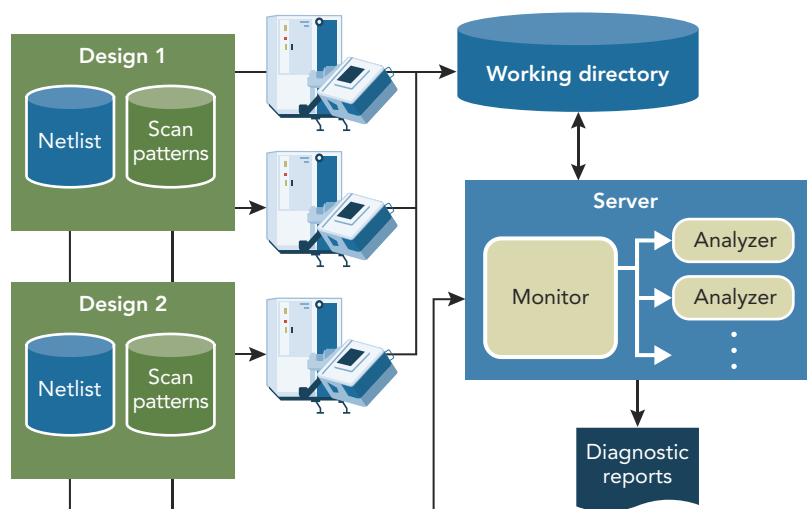 Design 1
Netlist
Scan
patterns
Working directory
Server
Monitor
Analyzer
Analyzer
Design 2
Netlist
Scan
patterns
Diagnostic
reports